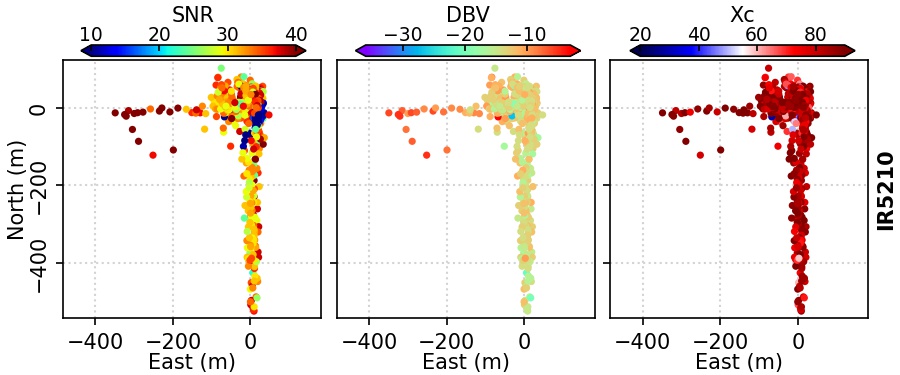 SNR DBV Xc
10 20 30 40 −30 −20 −10 20 40 60 80
0
−200
−400
North (m)
IR5210
−400 −200 0 −400 −200 0 −400 −200 0
East (m) East (m) East (m)